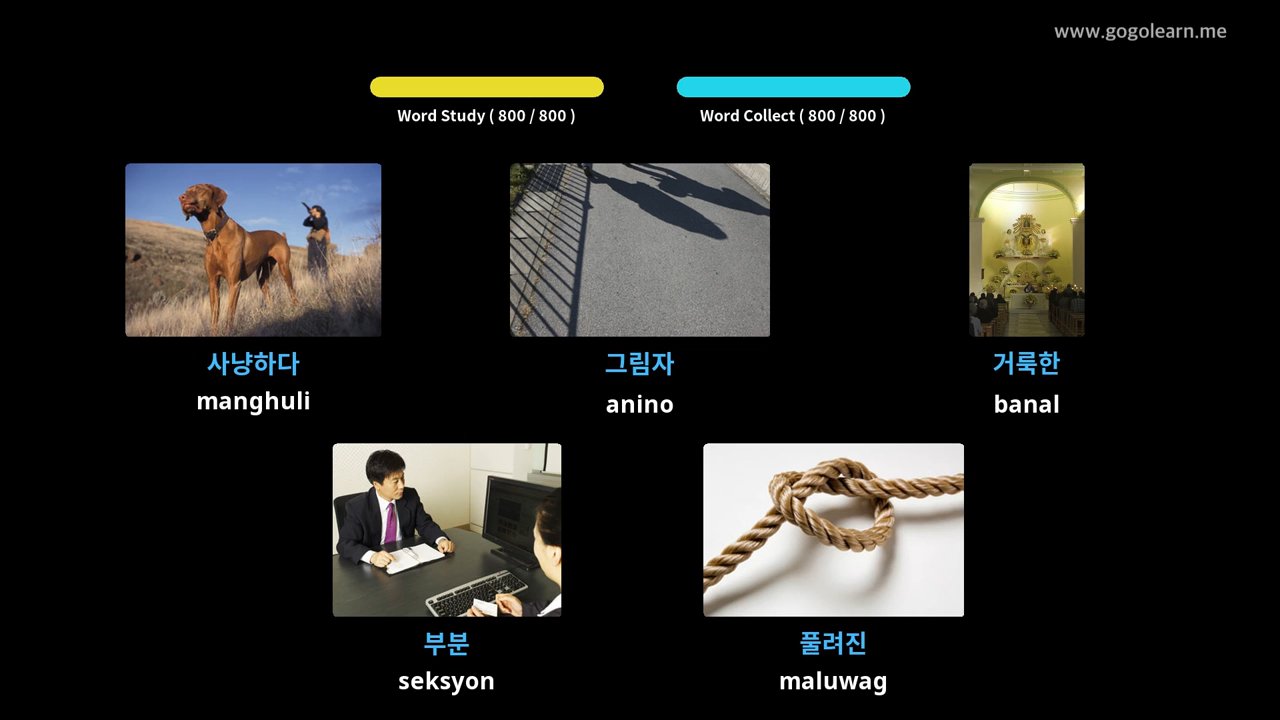 www.gogolearn.me
Word Study ( 800 / 800 )
Word Collect ( 800 / 800 )
사냥하다
manghuli
그림자
anino
거룩한
banal
부분
seksyon
풀려진
maluwag